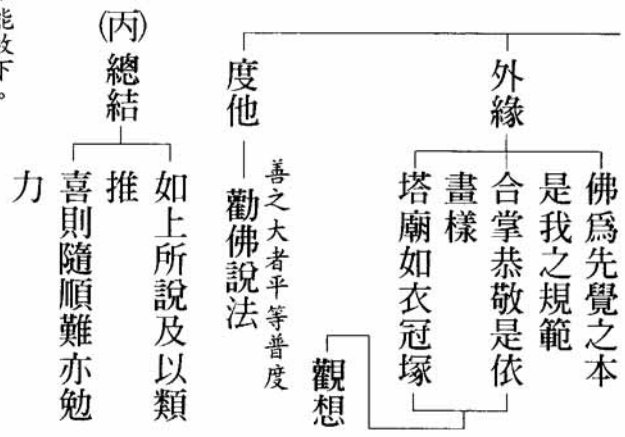 外緣
佛爲先覺之本
是我之規範
合掌恭敬是依
畫樣
塔廟如衣冠塚
觀想
度他
善之大者平等普度
勸佛說法
(丙)總結
如上所說及以類
推
喜則隨順難亦勉
力
能放下。